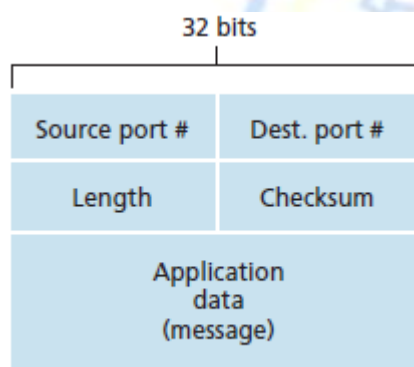 32 bits
Source port #
Dest. port #
Length
Checksum
Application
data
(message)